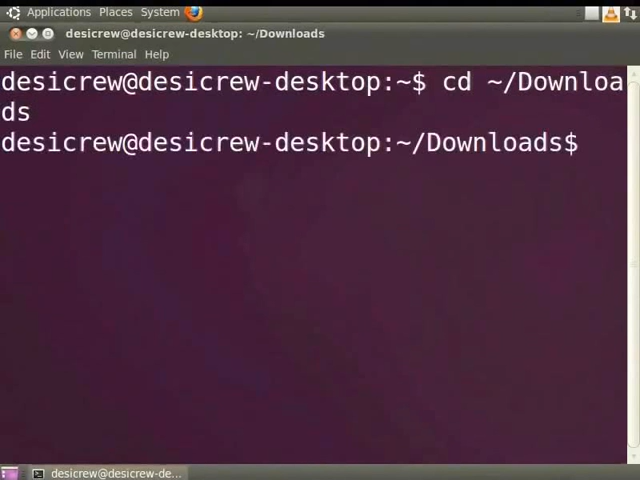 Applications Places System
desicrew@desicrew-desktop: ~/Downloads
File Edit View Terminal Help
desicrew@desicrew-desktop:~$ cd ~/Downloa
ds
desicrew@desicrew-desktop:~/Downloads$
desicrew@desicrew-de...